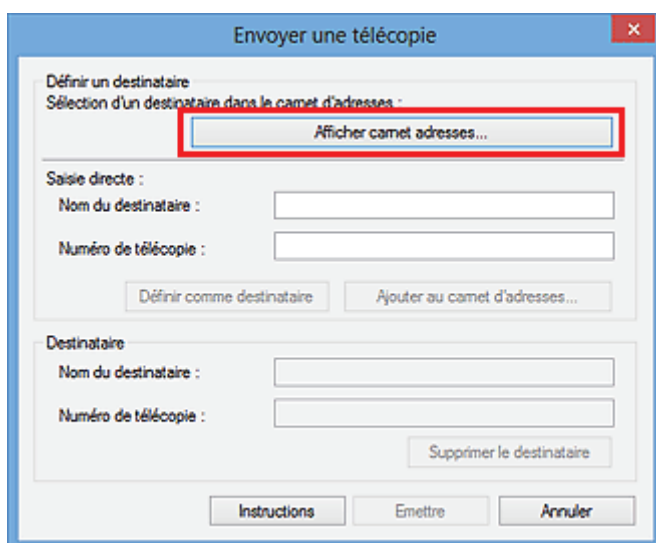 Envoyer une télécopie
Définir un destinataire
Sélection d'un destinataire dans le carnet d'adresses :
Afficher carnet adresses...
Saisie directe :
Nom du destinataire :
Numéro de télécopie :
Définir comme destinataire Ajouter au carnet d'adresses...
Destinataire
Nom du destinataire :
Numéro de télécopie :
Supprimer le destinataire
Instructions Emettre Annuler